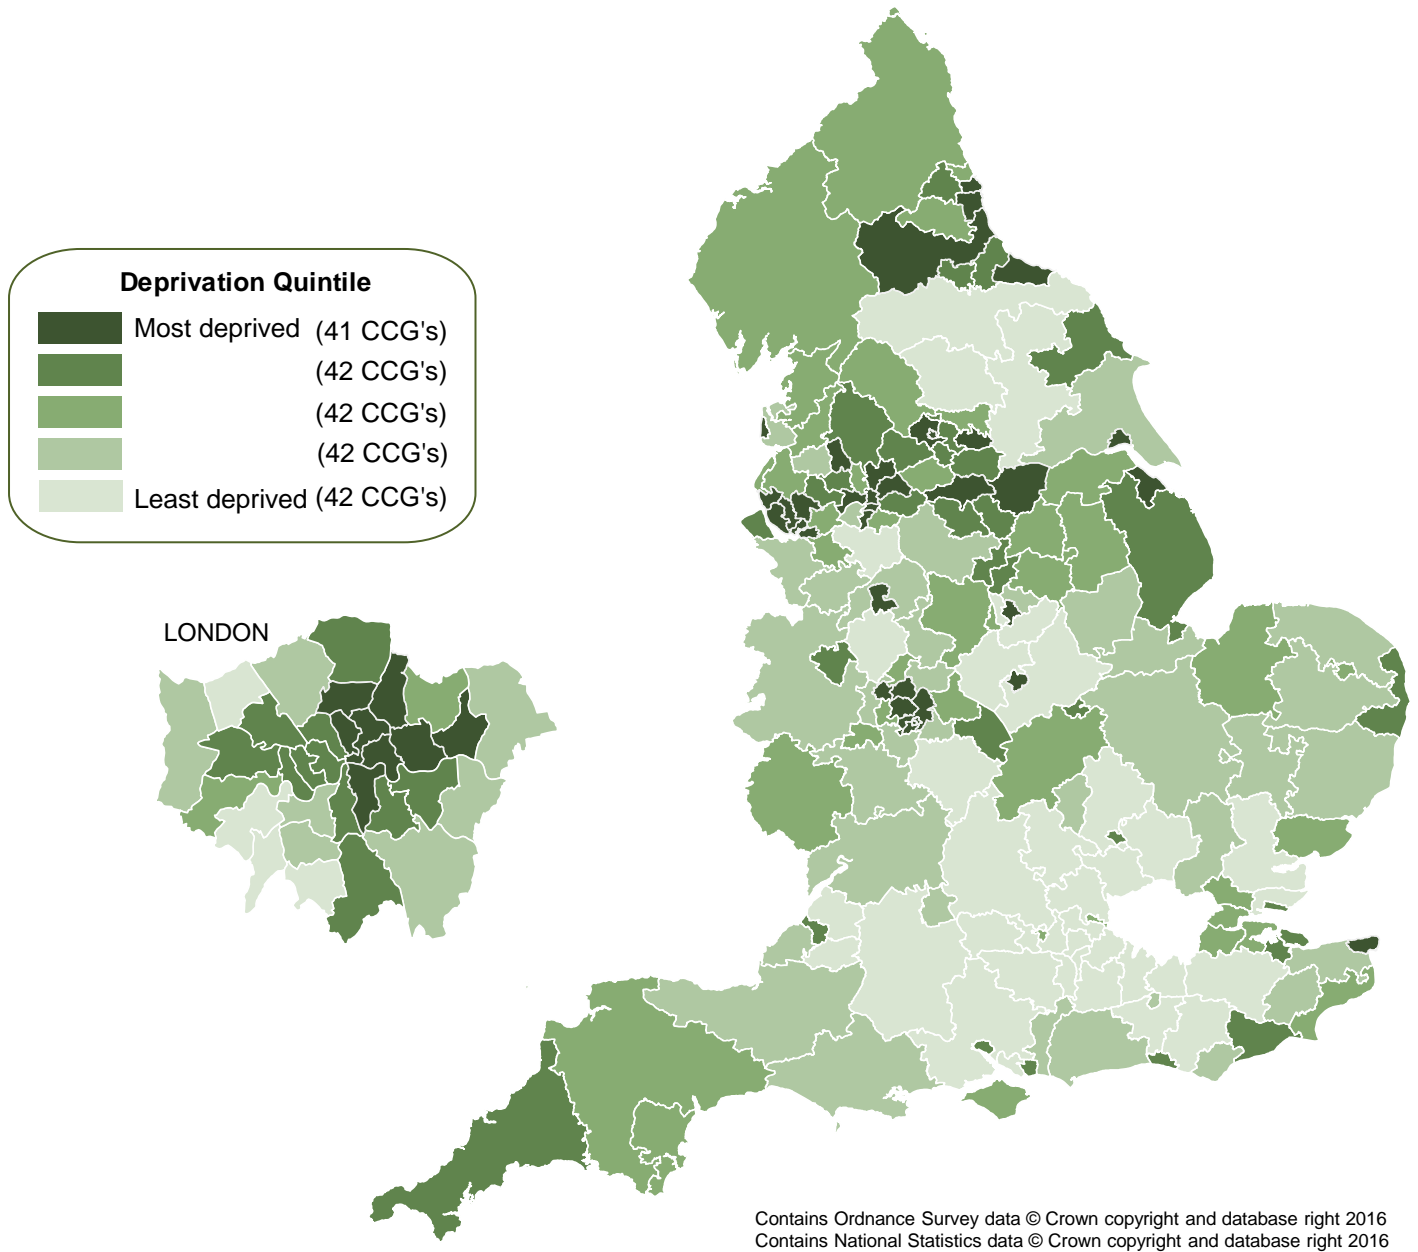 Deprivation Quintile
Most deprived (41 CCG's)
(42 CCG's)
(42 CCG's)
(42 CCG's)
Least deprived (42 CCG's)
LONDON
Contains Ordnance Survey data © Crown copyright and database right 2016
Contains National Statistics data © Crown copyright and database right 2016